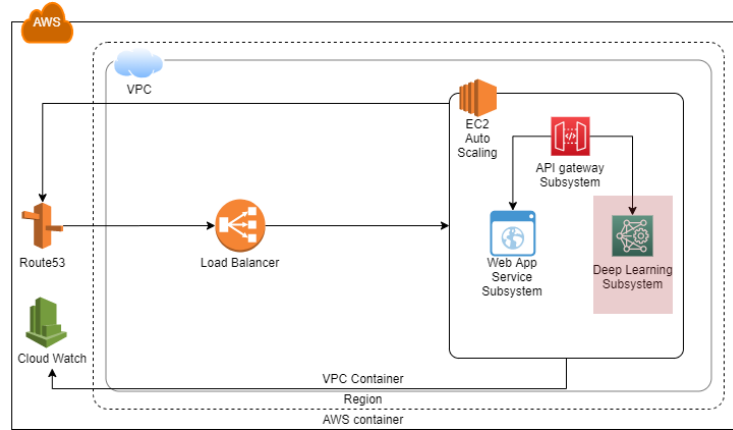 AWS
VPC
EC2
Auto
Scaling
API gateway
Subsystem
Route53
Load Balancer
Web App
Service
Subsystem
Deep Learning
Subsystem
Cloud Watch
VPC Container
Region
AWS container